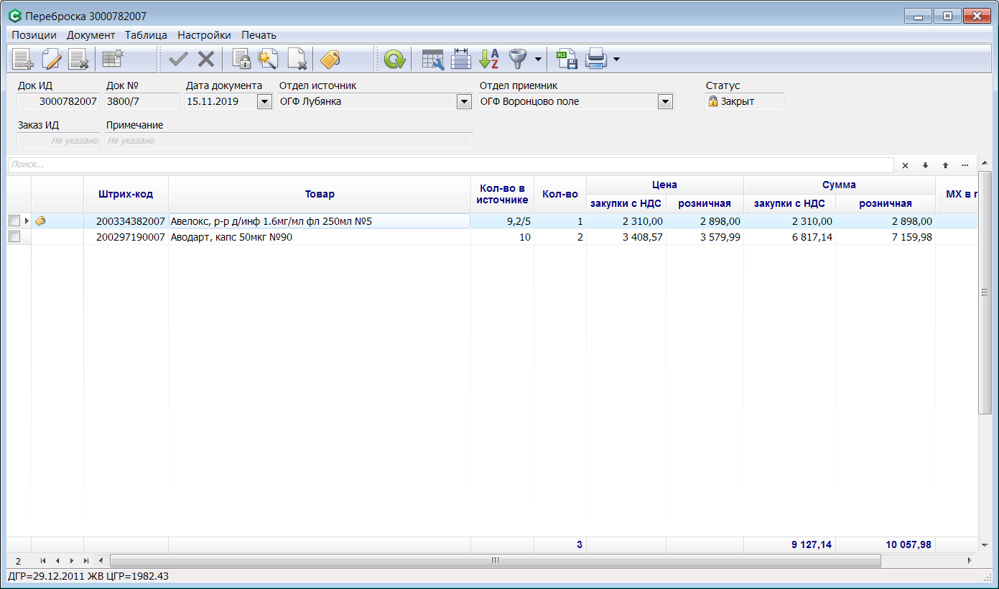 Переброска 3000782007
Позиции Документ Таблица Настройки Печать
Док ИД Док № Дата документа Отдел источник Отдел приемник Статус
3000782007 3800/7 15.11.2019 ОГФ Лубянка ОГФ Воронцово поле Закрыт
Заказ ИД Примечание
Не указано Не указано
Поиск...
Штрих-код Товар Кол-во в источнике Кол-во Цена Сумма МХ в г
закупки с НДС розничная закупки с НДС розничная
200334382007 Авелокс, р-р д/инф 1.6мг/мл фл 250мл №5 9,2/5 1 2 310,00 2 898,00 2 310,00 2 898,00
200297190007 Аводарт, капс 50мкг №90 10 2 3 408,57 3 579,99 6 817,14 7 159,98
3 9 127,14 10 057,98
2
ДГР=29.12.2011 ЖВ ЦГР=1982.43